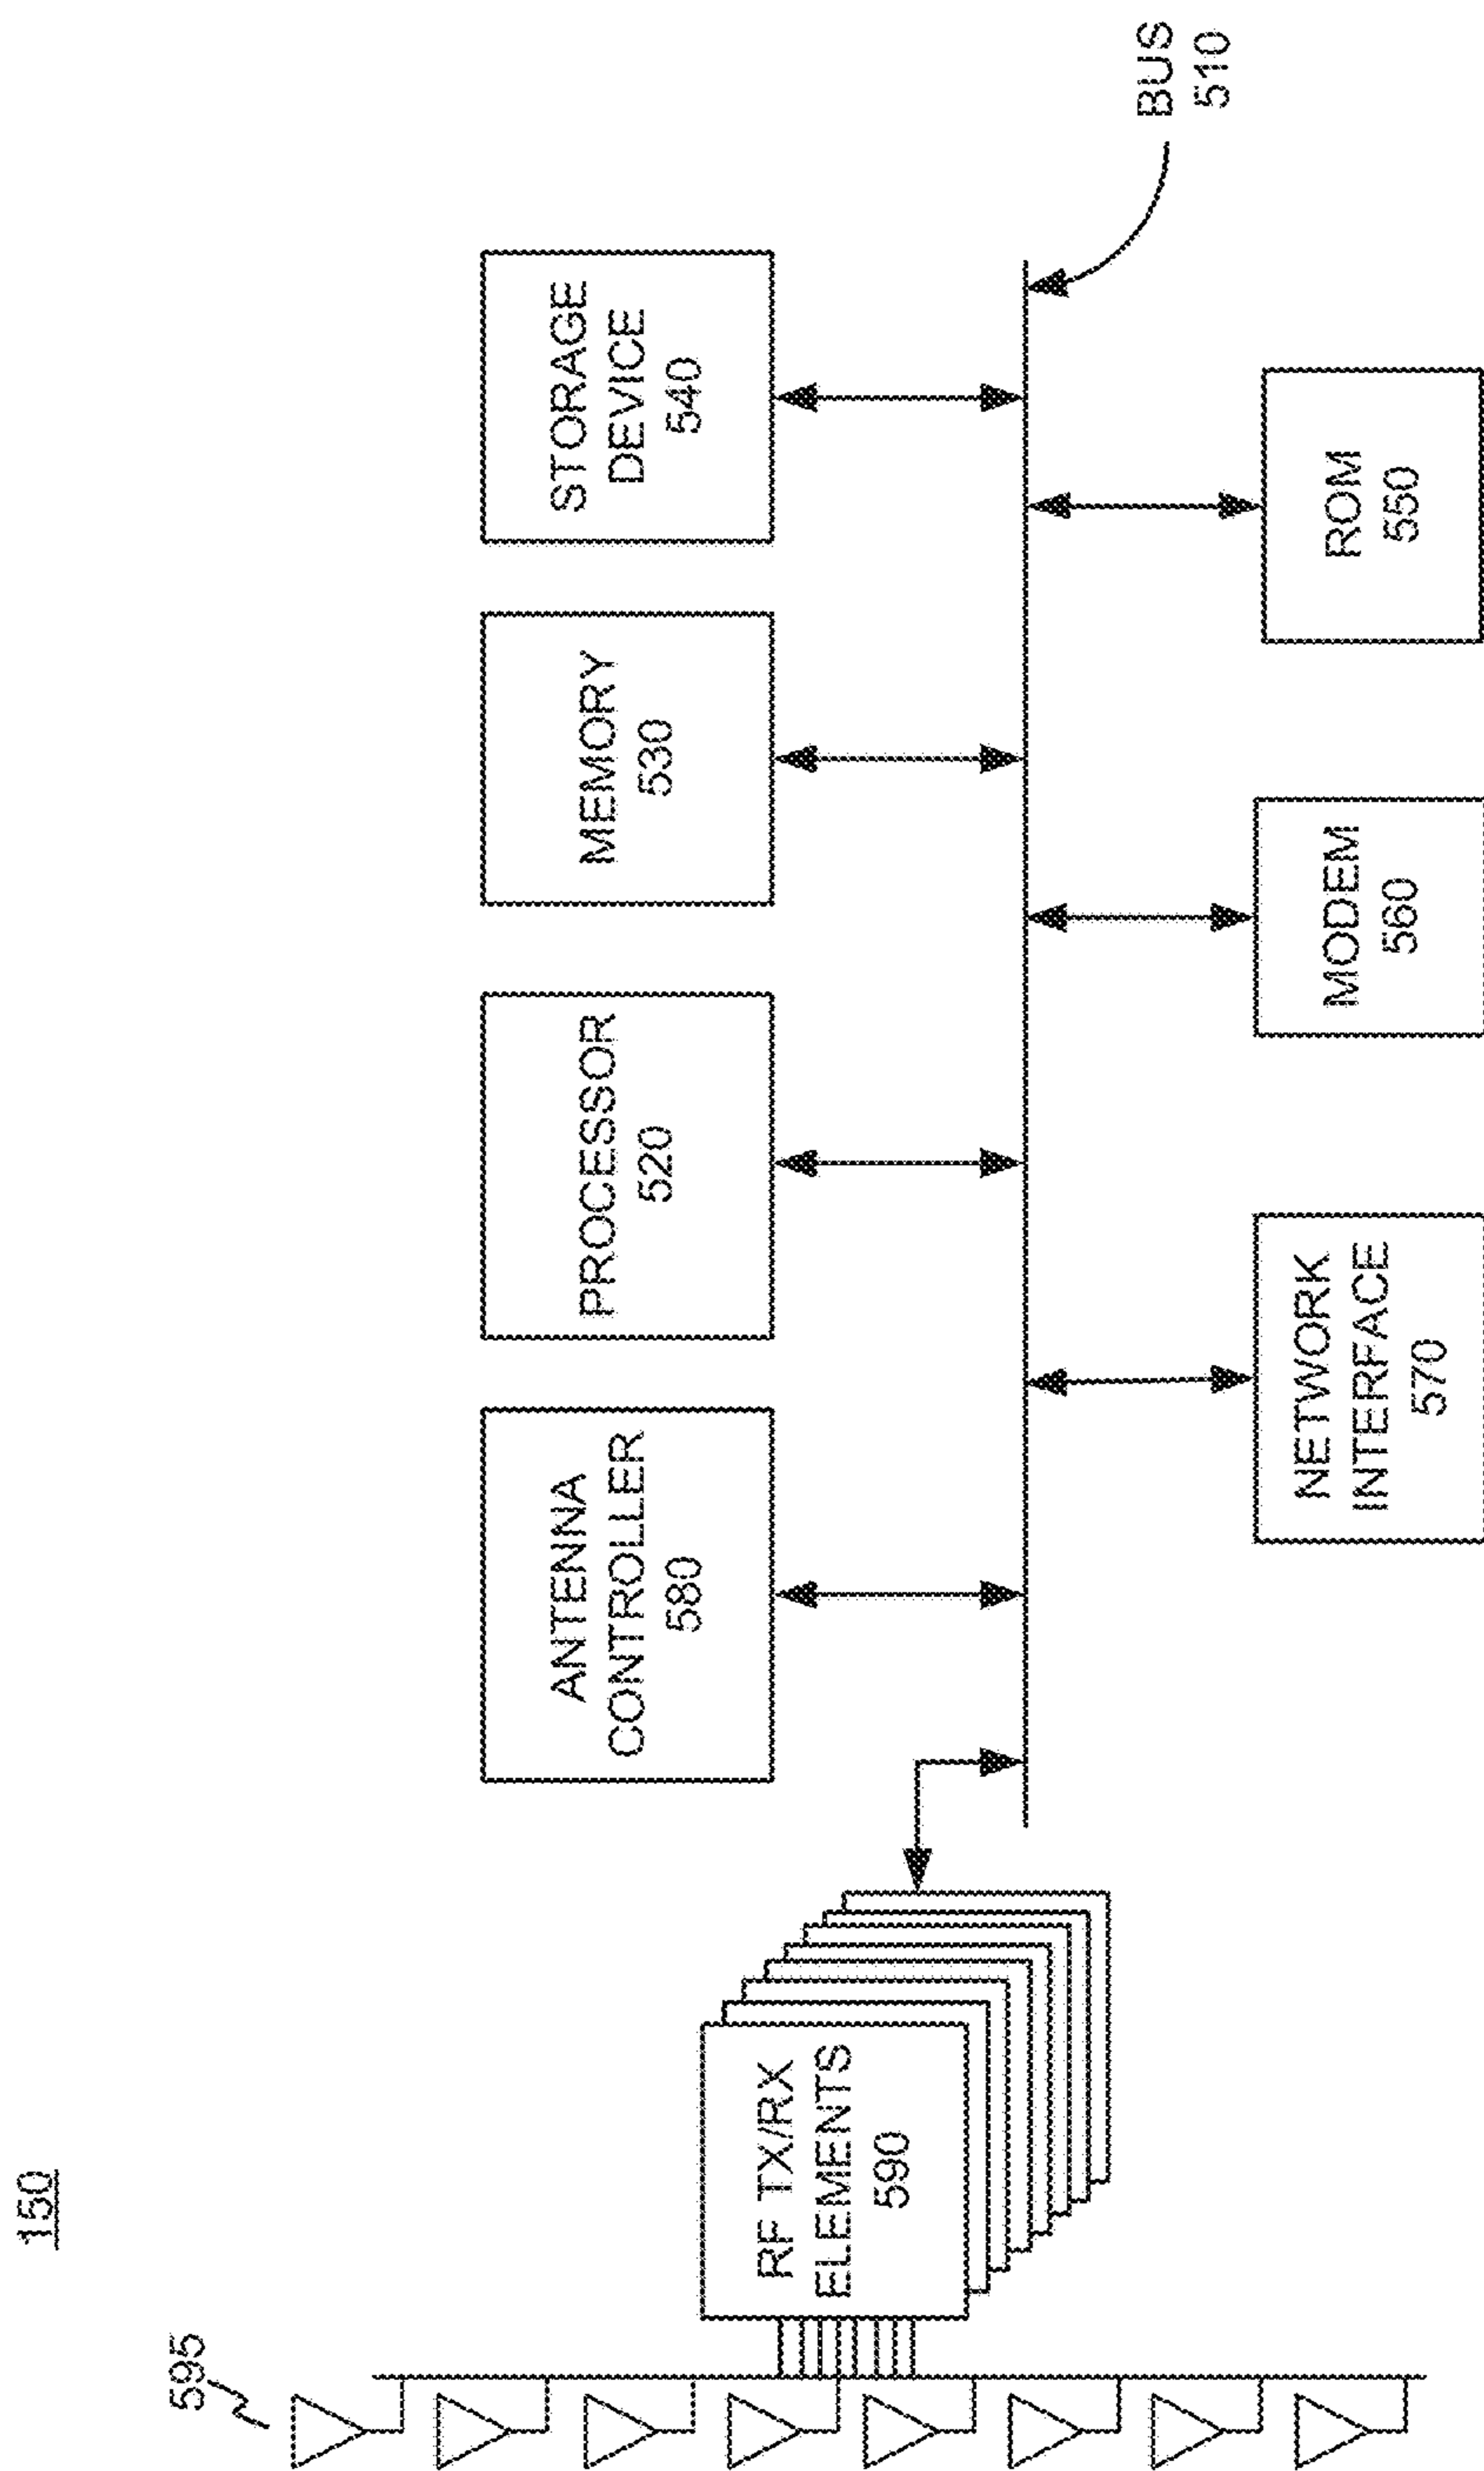 150
595
RF TX/RX
ELEMENTS
590
ANTENNA
CONTROLLER
580
PROCESSOR
520
MEMORY
530
STORAGE
DEVICE
540
NETWORK
INTERFACE
570
MODEM
560
ROM
550
BUS
510